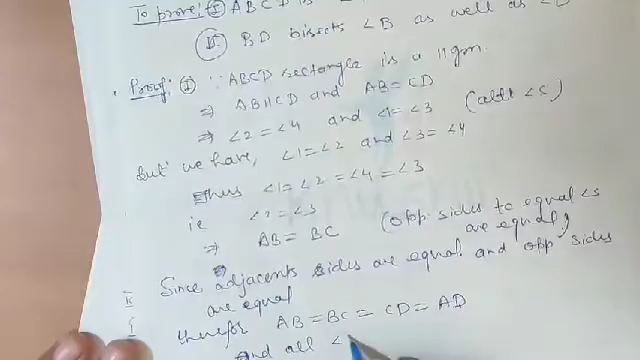 To prove: (I) ABCD is
(II) BD bisects ∠B as well as ∠D
• Proof: (I) ∵ ABCD rectangle is a ||gm.
⇒ AB||CD and AB = CD
⇒ ∠2 = ∠4 and ∠1 = ∠3 (alt ∠s)
but we have, ∠1 = ∠2 and ∠3 = ∠4
Thus ∠1 = ∠2 = ∠4 = ∠3
ie ∠2 = ∠3
⇒ AB = BC (opp. sides to equal ∠s are equal)
Since adjacents sides are equal and opp sides
are equal
therefore AB = BC = CD = AD
And all ∠